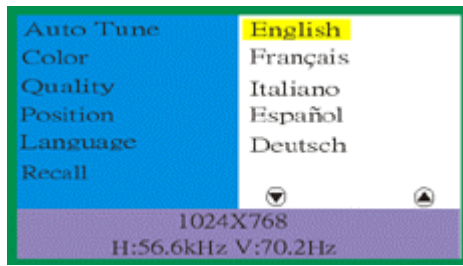 Auto Tune
Color
Quality
Position
Language
Recall
English
Français
Italiano
Español
Deutsch
1024X768
H:56.6kHz V:70.2Hz